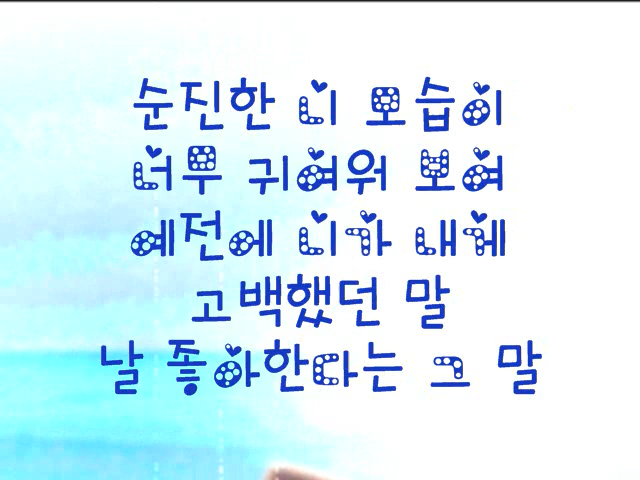 순진한 니 모습이
너무 귀여워 보여
예전에 니가 내게
고백했던 말
날 좋아한다는 그 말